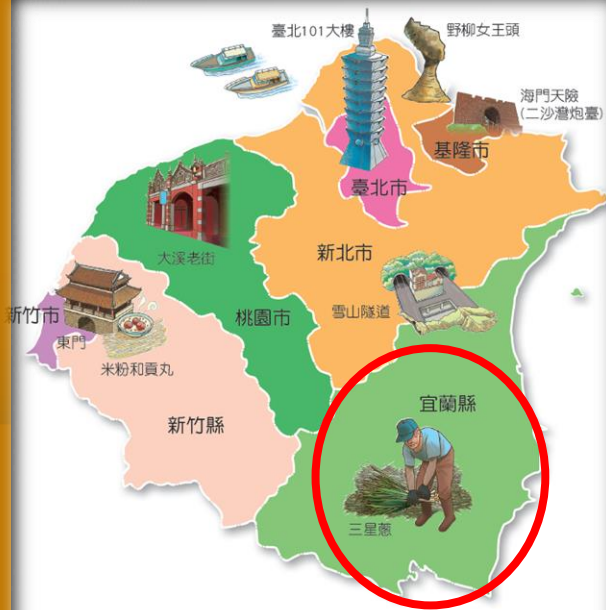 臺北101大樓
野柳女王頭
海門天險
(二沙灣炮臺)
基隆市
臺北市
大溪老街
新北市
雪山隧道
桃園市
新竹市
東門
米粉和貢丸
新竹縣
宜蘭縣
三星蔥